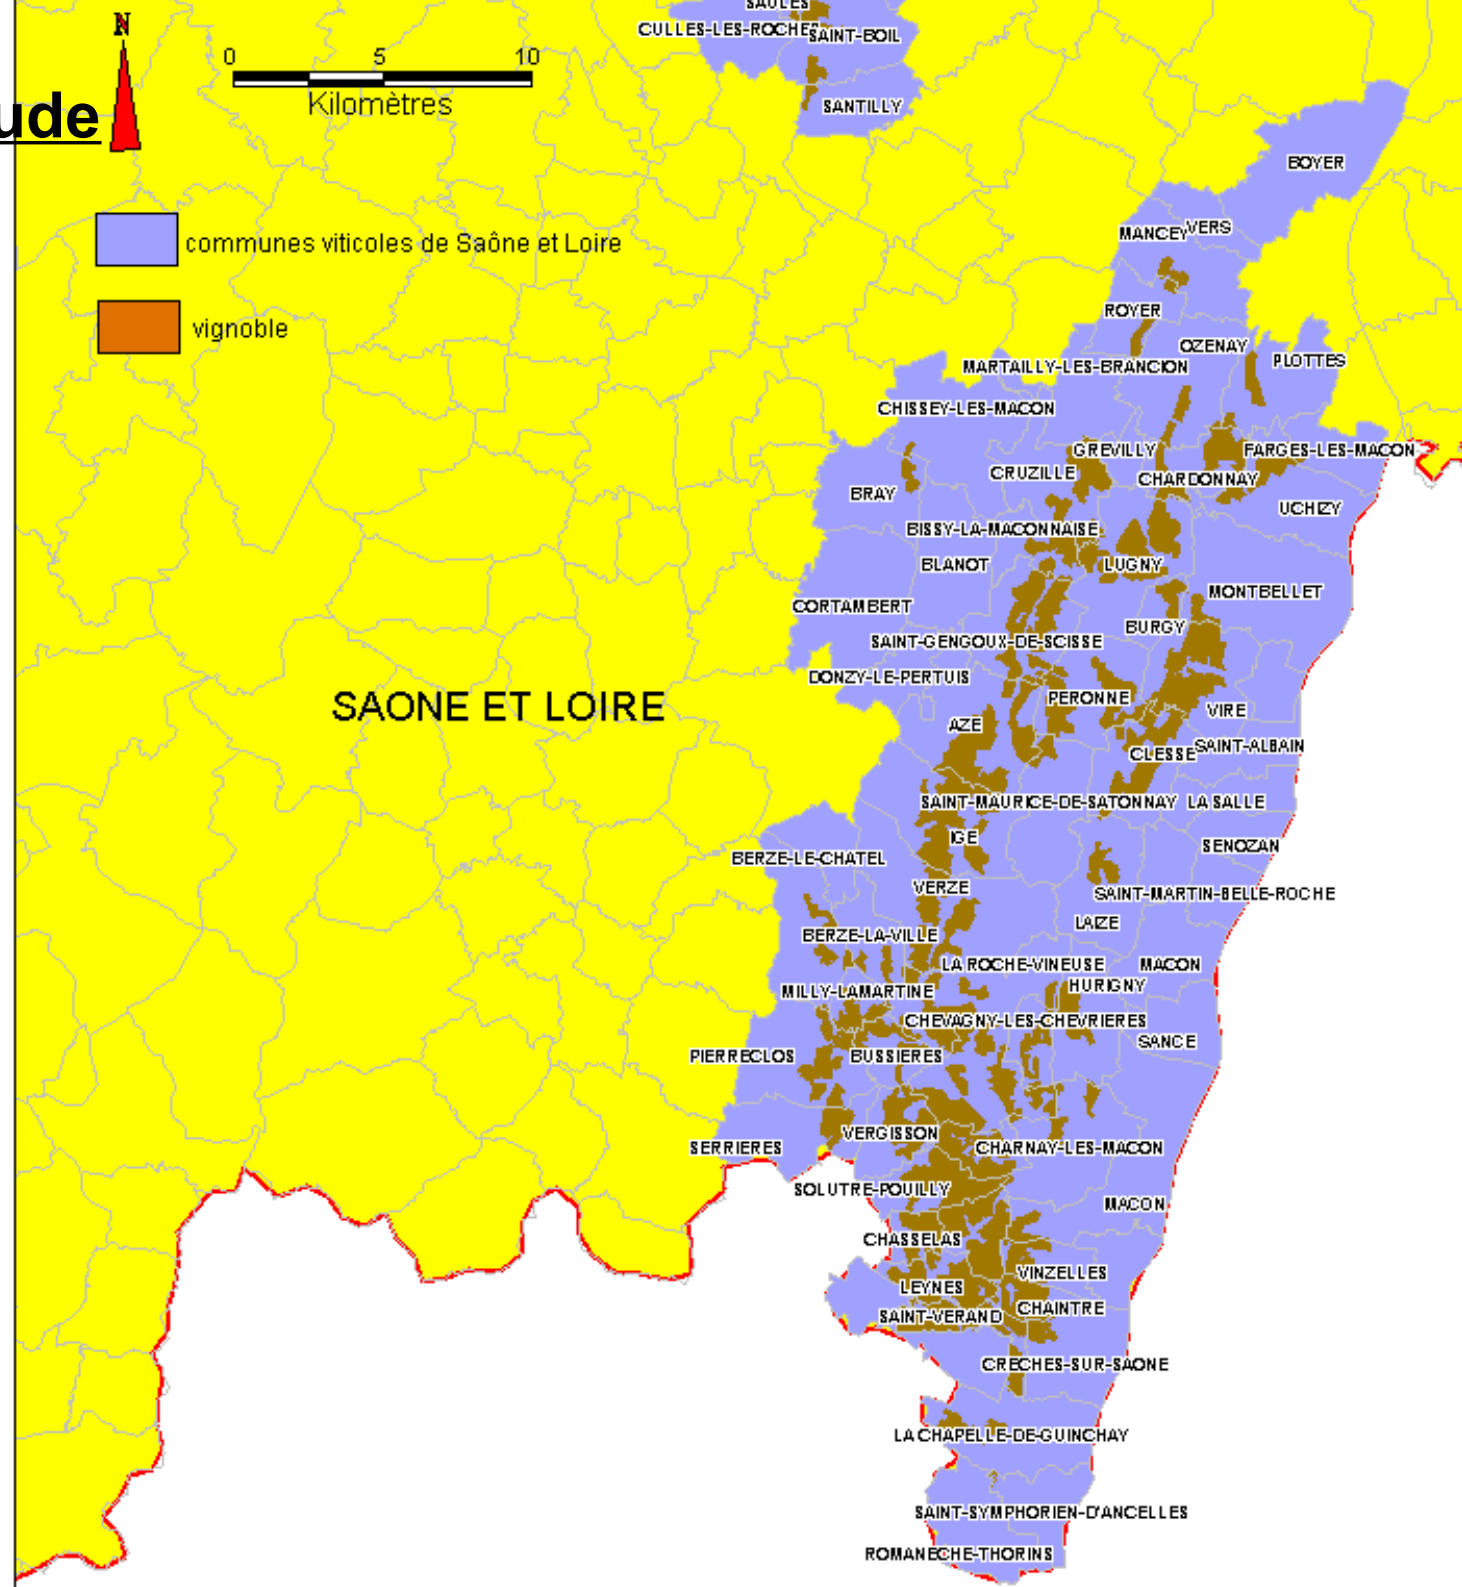 SAULES
CULLES-LES-ROCHES
SAINT-BOIL
SANTILLY
N
0 5 10
Kilomètres
ude
communes viticoles de Saône et Loire
vignoble
BOYER
MANCEY
VERS
ROYER
OZENAY
PLOTTES
MARTAILLY-LES-BRANCION
CHISSEY-LES-MACON
GREVILLY
FARGES-LES-MACON
CRUZILLE
CHARDONNAY
BRAY
UCHIZY
BISSY-LA-MACONNAISE
BLANOT
LUGNY
MONTBELLET
CORTAMBERT
BURGY
SAINT-GENGOUX-DE-SCISSE
DONZY-LE-PERTUIS
PERONNE
SAONE ET LOIRE
VIRE
AZE
CLESSE
SAINT-ALBAIN
SAINT-MAURICE-DE-SATONNAY
LA SALLE
IGE
SENOZAN
BERZE-LE-CHATEL
VERZE
SAINT-MARTIN-BELLE-ROCHE
LAIZE
BERZE-LA-VILLE
LA ROCHE-VINEUSE
MACON
HURIGNY
MILLY-LAMARTINE
CHEVAGNY-LES-CHEVRIERES
SANCE
PIERRECLOS
BUSSIERES
VERGISSON
SERRIERES
CHARNAY-LES-MACON
SOLUTRE-POUILLY
MACON
CHASSELAS
VINZELLES
LEYNES
CHAINTRE
SAINT-VERAND
CRECHES-SUR-SAONE
LA CHAPELLE-DE-GUINCHAY
SAINT-SYMPHORIEN-D'ANCELLES
ROMANECHE-THORINS